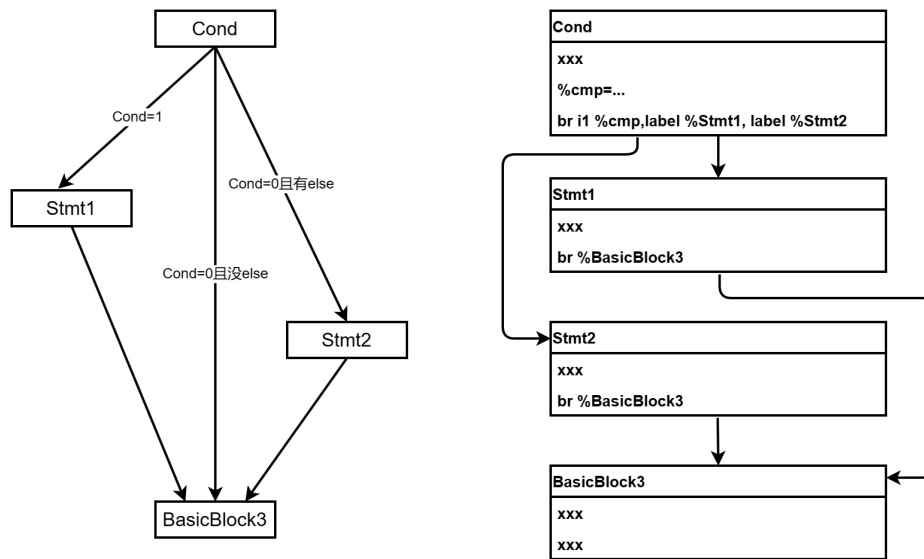 Cond
Cond=1
Cond=0且有else
Stmt1
Cond=0且没else
Stmt2
BasicBlock3
Cond
xxx
%cmp=...
br i1 %cmp,label %Stmt1, label %Stmt2
Stmt1
xxx
br %BasicBlock3
Stmt2
xxx
br %BasicBlock3
BasicBlock3
xxx
xxx